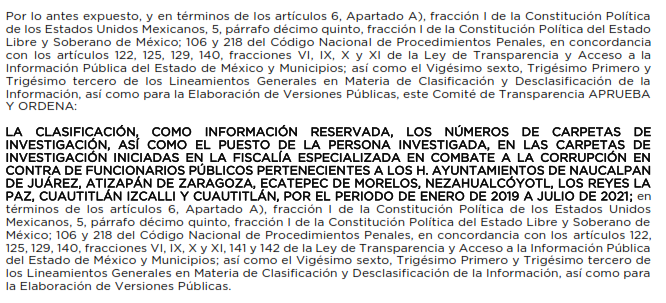 Por lo antes expuesto, y en términos de los artículos 6, Apartado A), fracción I de la Constitución Política
de los Estados Unidos Mexicanos, 5, párrafo décimo quinto, fracción I de la Constitución Política del Estado
Libre y Soberano de México; 106 y 218 del Código Nacional de Procedimientos Penales, en concordancia
con los artículos 122, 125, 129, 140, fracciones VI, IX, X y XI de la Ley de Transparencia y Acceso a la
Información Pública del Estado de México y Municipios; así como el Vigésimo sexto, Trigésimo Primero y
Trigésimo tercero de los Lineamientos Generales en Materia de Clasificación y Desclasificación de la
Información, así como para la Elaboración de Versiones Públicas, este Comité de Transparencia APRUEBA
Y ORDENA:
LA CLASIFICACIÓN, COMO INFORMACIÓN RESERVADA, LOS NÚMEROS DE CARPETAS DE
INVESTIGACIÓN, ASÍ COMO EL PUESTO DE LA PERSONA INVESTIGADA, EN LAS CARPETAS DE
INVESTIGACIÓN INICIADAS EN LA FISCALÍA ESPECIALIZADA EN COMBATE A LA CORRUPCIÓN EN
CONTRA DE FUNCIONARIOS PÚBLICOS PERTENECIENTES A LOS H. AYUNTAMIENTOS DE NAUCALPAN
DE JUÁREZ, ATIZAPÁN DE ZARAGOZA, ECATEPEC DE MORELOS, NEZAHUALCÓYOTL, LOS REYES LA
PAZ, CUAUTITLÁN IZCALLI Y CUAUTITLÁN, POR EL PERIODO DE ENERO DE 2019 A JULIO DE 2021; en
términos de los artículos 6, Apartado A), fracción I de la Constitución Política de los Estados Unidos
Mexicanos, 5, párrafo décimo quinto, fracción I de la Constitución Política del Estado Libre y Soberano de
México; 106 y 218 del Código Nacional de Procedimientos Penales, en concordancia con los artículos 122,
125, 129, 140, fracciones VI, IX, X y XI, 141 y 142 de la Ley de Transparencia y Acceso a la Información Pública
del Estado de México y Municipios; así como el Vigésimo sexto, Trigésimo Primero y Trigésimo tercero de
los Lineamientos Generales en Materia de Clasificación y Desclasificación de la Información, así como para
la Elaboración de Versiones Públicas.